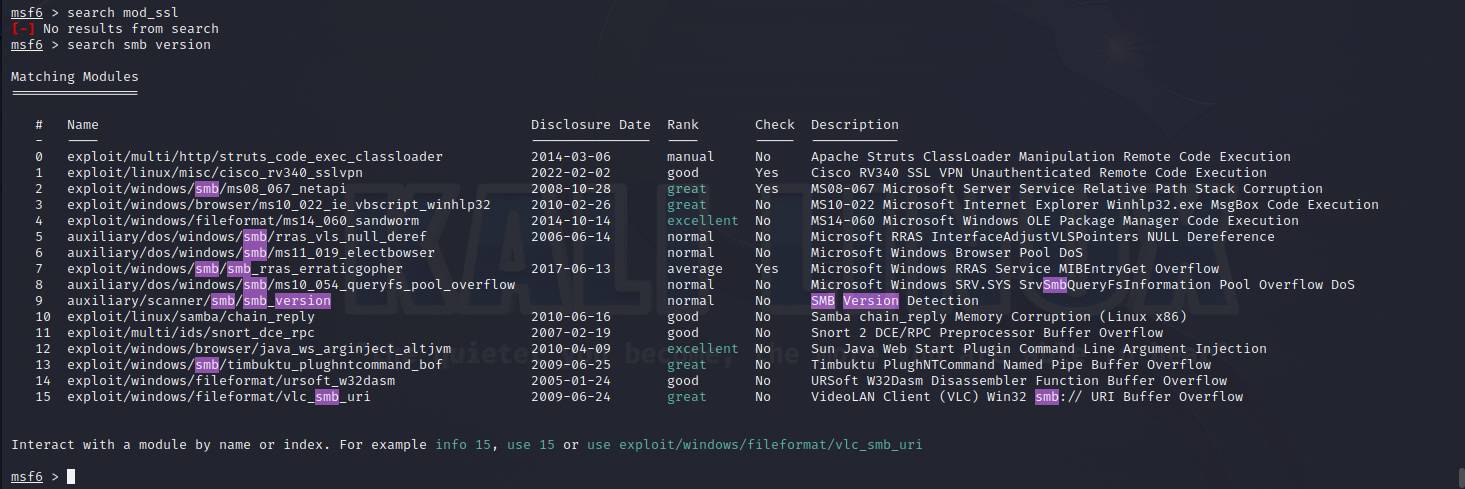 msf6 > search mod_ssl
[-] No results from search
msf6 > search smb version
Matching Modules
================
# Name Disclosure Date Rank Check Description
- ---- --------------- ---- ----- -----------
0 exploit/multi/http/struts_code_exec_classloader 2014-03-06 manual No Apache Struts ClassLoader Manipulation Remote Code Execution
1 exploit/linux/misc/cisco_rv340_sslvpn 2022-02-02 good Yes Cisco RV340 SSL VPN Unauthenticated Remote Code Execution
2 exploit/windows/smb/ms08_067_netapi 2008-10-28 great Yes MS08-067 Microsoft Server Service Relative Path Stack Corruption
3 exploit/windows/browser/ms10_022_ie_vbscript_winhlp32 2010-02-26 great No MS10-022 Microsoft Internet Explorer Winhlp32.exe MsgBox Code Execution
4 exploit/windows/fileformat/ms14_060_sandworm 2014-10-14 excellent No MS14-060 Microsoft Windows OLE Package Manager Code Execution
5 auxiliary/dos/windows/smb/rras_vls_null_deref 2006-06-14 normal No Microsoft RRAS InterfaceAdjustVLSPointers NULL Dereference
6 auxiliary/dos/windows/smb/ms11_019_electbowser normal No Microsoft Windows Browser Pool DoS
7 exploit/windows/smb/smb_rras_erraticgopher 2017-06-13 average Yes Microsoft Windows RRAS Service MIBEntryGet Overflow
8 auxiliary/dos/windows/smb/ms10_054_queryfs_pool_overflow normal No Microsoft Windows SRV.SYS SrvSmbQueryFsInformation Pool Overflow DoS
9 auxiliary/scanner/smb/smb_version normal No SMB Version Detection
10 exploit/linux/samba/chain_reply 2010-06-16 good No Samba chain_reply Memory Corruption (Linux x86)
11 exploit/multi/ids/snort_dce_rpc 2007-02-19 good No Snort 2 DCE/RPC Preprocessor Buffer Overflow
12 exploit/windows/browser/java_ws_arginject_altjvm 2010-04-09 excellent No Sun Java Web Start Plugin Command Line Argument Injection
13 exploit/windows/smb/timbuktu_plughntcommand_bof 2009-06-25 great No Timbuktu PlughNTCommand Named Pipe Buffer Overflow
14 exploit/windows/fileformat/ursoft_w32dasm 2005-01-24 good No URSoft W32Dasm Disassembler Function Buffer Overflow
15 exploit/windows/fileformat/vlc_smb_uri 2009-06-24 great No VideoLAN Client (VLC) Win32 smb:// URI Buffer Overflow
Interact with a module by name or index. For example info 15, use 15 or use exploit/windows/fileformat/vlc_smb_uri
msf6 >